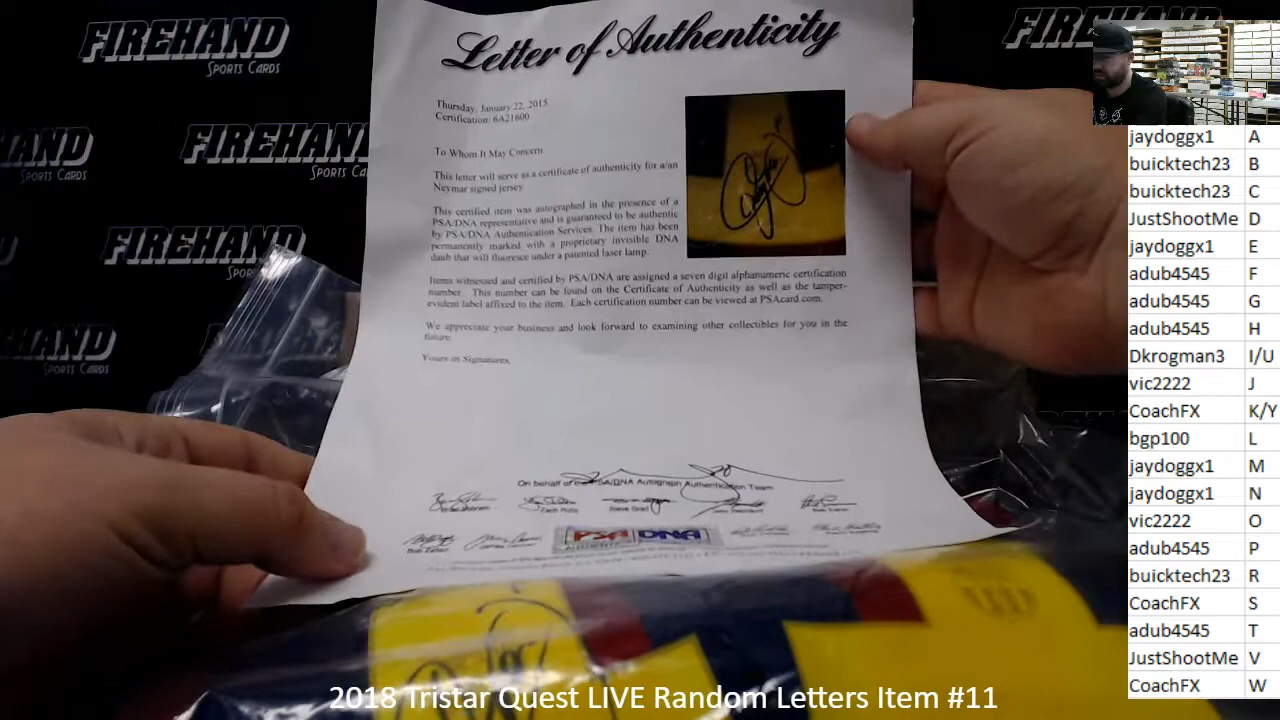 FIREHAND
SPORTS CARDS
FIREHAND
SPORTS CARDS
FIREHAND
HAND
SPORTS CARDS
FIRE
Letter of Authenticity
Thursday, January 22, 2015
Certification: 6A21600
To Whom It May Concern
This letter will serve as a certificate of authenticity for a/an
Neymar signed jersey
This certified item was autographed in the presence of a
PSA/DNA representative and is guaranteed to be authentic
by PSA/DNA Authentication Services. The item has been
permanently marked with a proprietary invisible DNA
daub that will fluoresce under a patented laser lamp.
Items witnessed and certified by PSA/DNA are assigned a seven digit alphanumeric certification
number. This number can be found on the Certificate of Authenticity as well as the tamper-
evident label affixed to the item. Each certification number can be viewed at PSAcard.com.
We appreciate your business and look forward to examining other collectibles for you in the
future.
Yours in Signatures,
On behalf of the PSA/DNA Autograph Authentication Team
PSA DNA
jaydoggx1 A
buicktech23 B
buicktech23 C
JustShootMe D
jaydoggx1 E
adub4545 F
adub4545 G
adub4545 H
Dkrogman3 I/U
vic2222 J
CoachFX K/Y
bgp100 L
jaydoggx1 M
jaydoggx1 N
vic2222 O
adub4545 P
buicktech23 R
CoachFX S
adub4545 T
JustShootMe V
CoachFX W
2018 Tristar Quest LIVE Random Letters Item #11